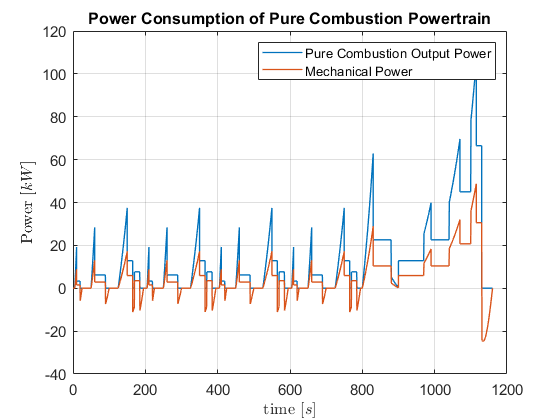 Power Consumption of Pure Combustion Powertrain
120
100
80
60
40
20
0
-20
-40
Power [kW]
Pure Combustion Output Power
Mechanical Power
0 200 400 600 800 1000 1200
time [s]